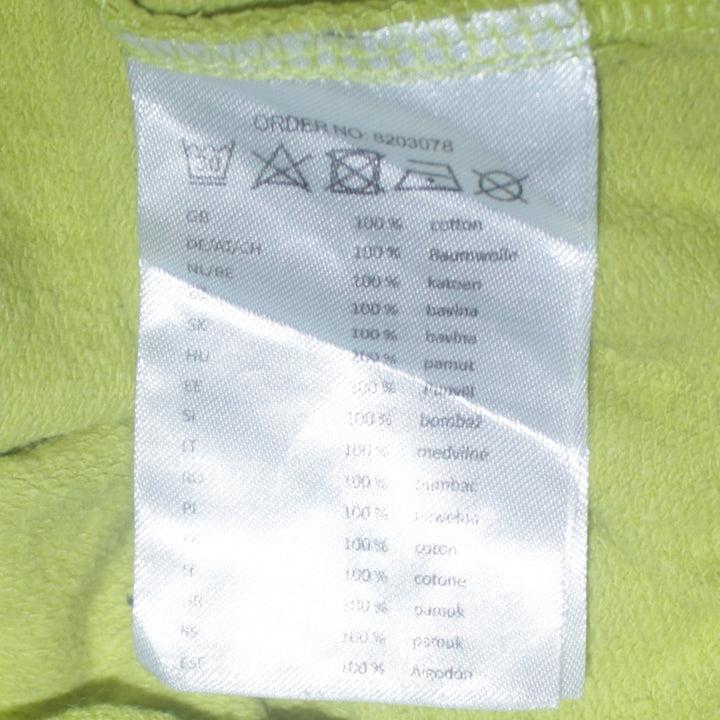 ORDER NO: 8203078
30
GB 100 % cotton
DE/AT/CH 100 % Baumwolle
NL/BE 100 % katoen
100 % bavlna
SK 100 % bavlna
HU 100 % pamut
EE 100 % Puuvill
SI 100 % bombaž
LT 100 % medvilnė
RO 100 % bumbac
PL 100 % bawełna
100 % coton
IT 100 % cotone
HR 100 % pamuk
RS 100 % pamuk
ESP 100 % Algodón